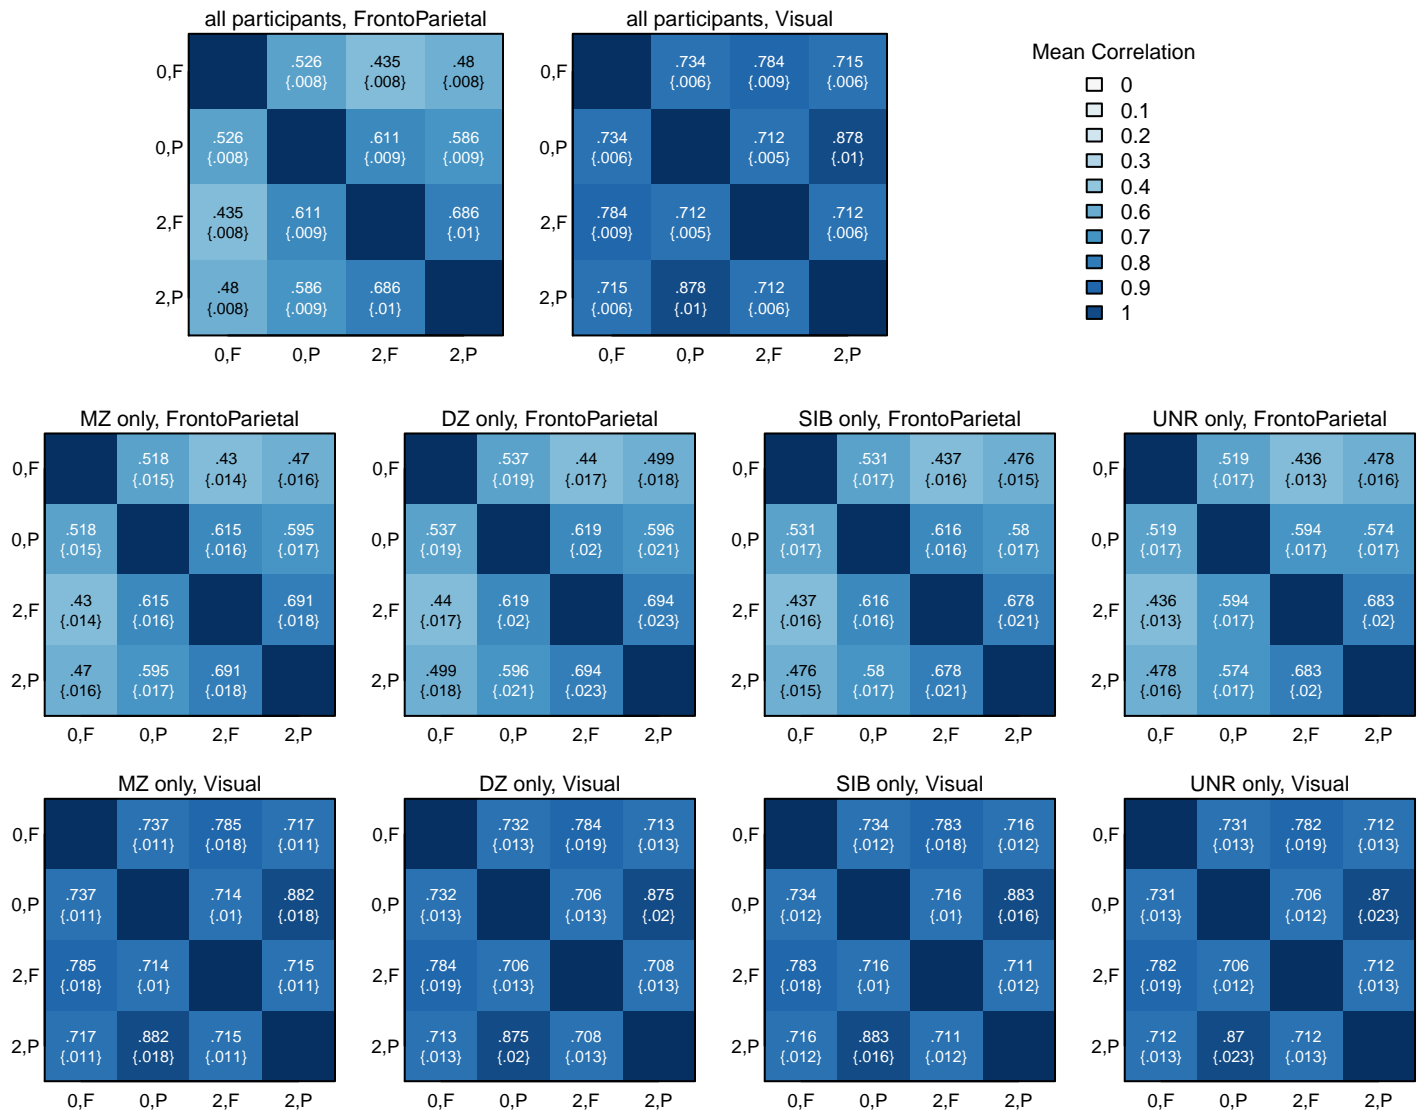 all participants, FrontoParietal
0,F .526 .435 .48
{.008} {.008} {.008}
0,P .526 .611 .586
{.008} {.009} {.009}
2,F .435 .611 .686
{.008} {.009} {.01}
2,P .48 .586 .686
{.008} {.009} {.01}
0,F 0,P 2,F 2,P
all participants, Visual
0,F .734 .784 .715
{.006} {.009} {.006}
0,P .734 .712 .878
{.006} {.005} {.01}
2,F .784 .712 .712
{.009} {.005} {.006}
2,P .715 .878 .712
{.006} {.01} {.006}
0,F 0,P 2,F 2,P
Mean Correlation
0
0.1
0.2
0.3
0.4
0.6
0.7
0.8
0.9
1
MZ only, FrontoParietal
0,F .518 .43 .47
{.015} {.014} {.016}
0,P .518 .615 .595
{.015} {.016} {.017}
2,F .43 .615 .691
{.014} {.016} {.018}
2,P .47 .595 .691
{.016} {.017} {.018}
0,F 0,P 2,F 2,P
DZ only, FrontoParietal
0,F .537 .44 .499
{.019} {.017} {.018}
0,P .537 .619 .596
{.019} {.02} {.021}
2,F .44 .619 .694
{.017} {.02} {.023}
2,P .499 .596 .694
{.018} {.021} {.023}
0,F 0,P 2,F 2,P
SIB only, FrontoParietal
0,F .531 .437 .476
{.017} {.016} {.015}
0,P .531 .616 .58
{.017} {.016} {.017}
2,F .437 .616 .678
{.016} {.016} {.021}
2,P .476 .58 .678
{.015} {.017} {.021}
0,F 0,P 2,F 2,P
UNR only, FrontoParietal
0,F .519 .436 .478
{.017} {.013} {.016}
0,P .519 .594 .574
{.017} {.017} {.017}
2,F .436 .594 .683
{.013} {.017} {.02}
2,P .478 .574 .683
{.016} {.017} {.02}
0,F 0,P 2,F 2,P
MZ only, Visual
0,F .737 .785 .717
{.011} {.018} {.011}
0,P .737 .714 .882
{.011} {.01} {.018}
2,F .785 .714 .715
{.018} {.01} {.011}
2,P .717 .882 .715
{.011} {.018} {.011}
0,F 0,P 2,F 2,P
DZ only, Visual
0,F .732 .784 .713
{.013} {.019} {.013}
0,P .732 .706 .875
{.013} {.013} {.02}
2,F .784 .706 .708
{.019} {.013} {.013}
2,P .713 .875 .708
{.013} {.02} {.013}
0,F 0,P 2,F 2,P
SIB only, Visual
0,F .734 .783 .716
{.012} {.018} {.012}
0,P .734 .716 .883
{.012} {.01} {.016}
2,F .783 .716 .711
{.018} {.01} {.012}
2,P .716 .883 .711
{.012} {.016} {.012}
0,F 0,P 2,F 2,P
UNR only, Visual
0,F .731 .782 .712
{.013} {.019} {.013}
0,P .731 .706 .87
{.013} {.012} {.023}
2,F .782 .706 .712
{.019} {.012} {.013}
2,P .712 .87 .712
{.013} {.023} {.013}
0,F 0,P 2,F 2,P